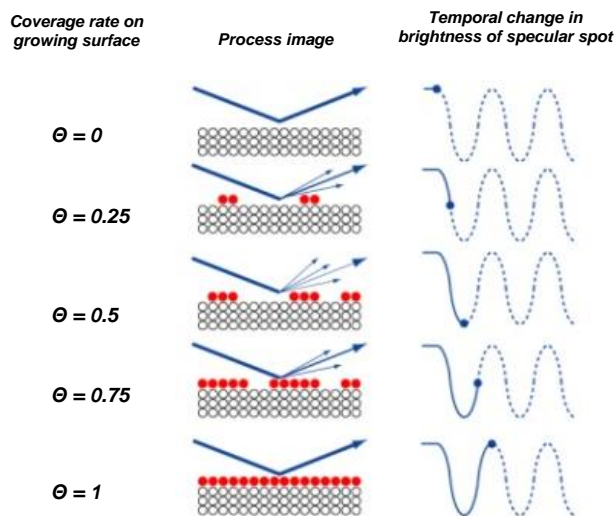 Coverage rate on
growing surface
Process image
Temporal change in
brightness of specular spot
Θ = 0
Θ = 0.25
Θ = 0.5
Θ = 0.75
Θ = 1